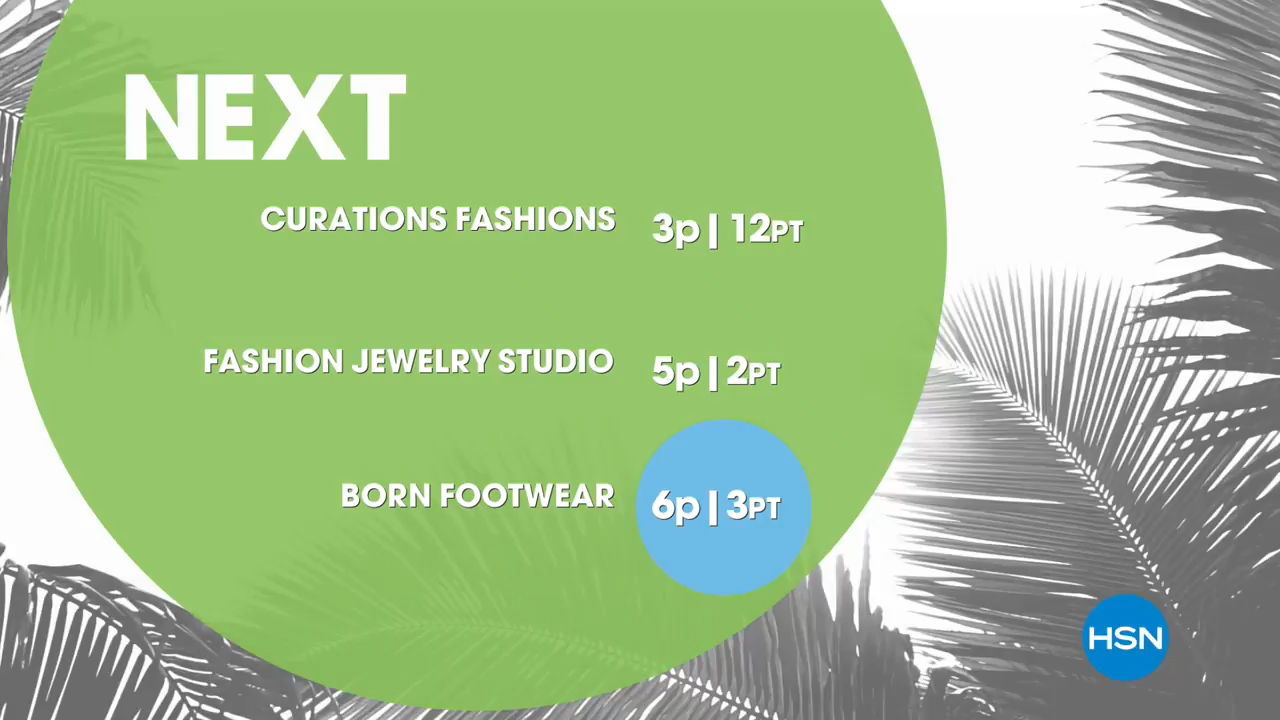 NEXT
CURATIONS FASHIONS 3p | 12PT
FASHION JEWELRY STUDIO 5p | 2PT
BORN FOOTWEAR 6p | 3PT
HSN